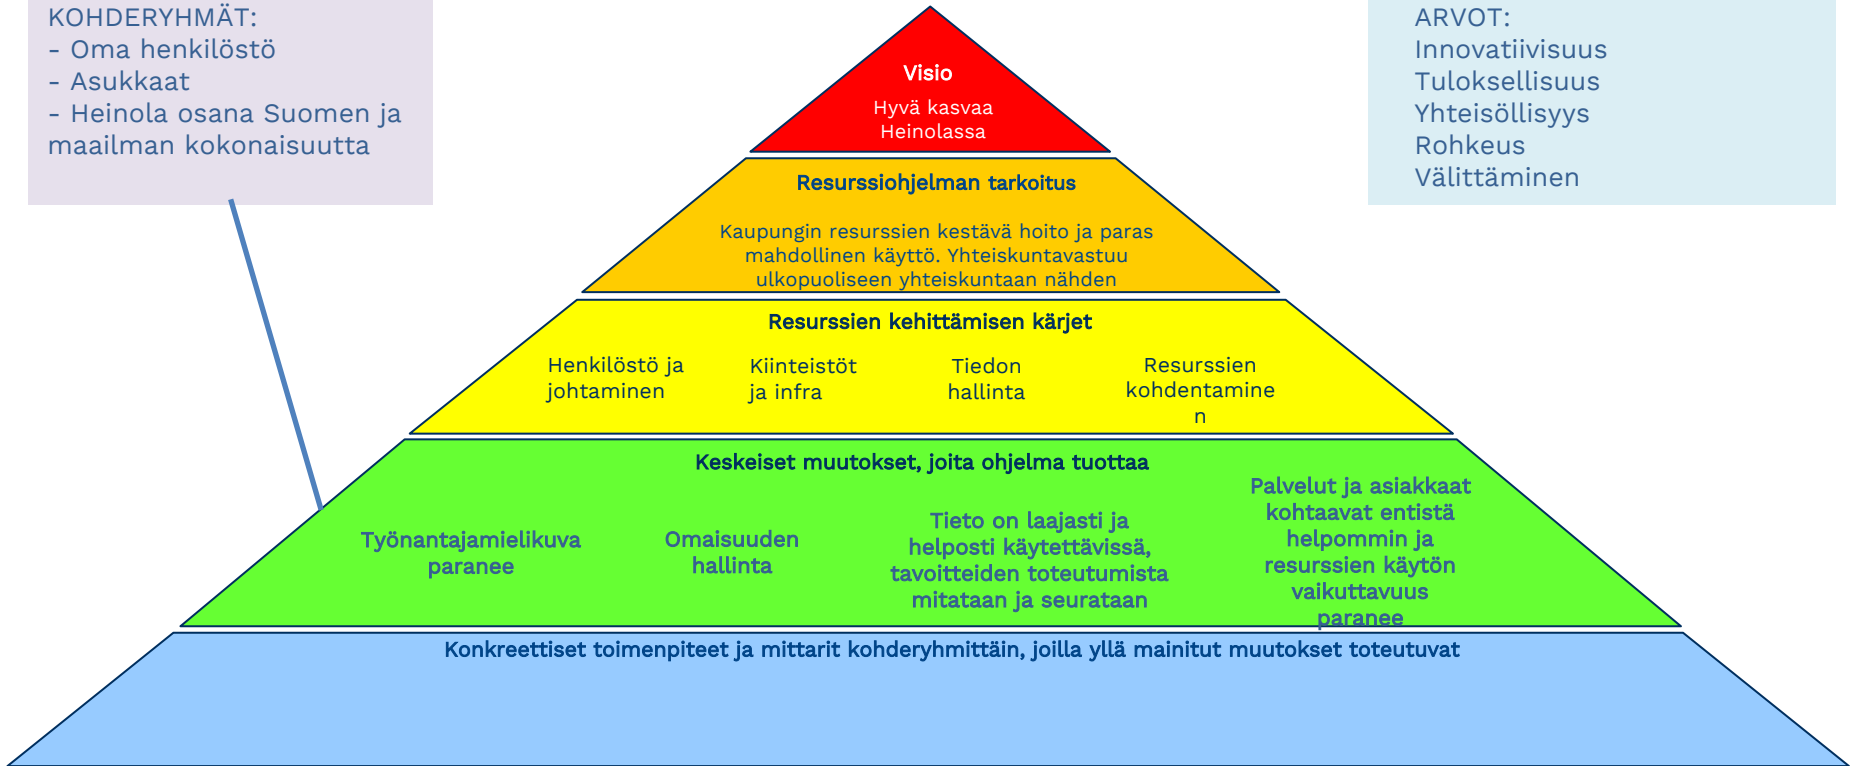 KOHDERYHMÄT:
- Oma henkilöstö
- Asukkaat
- Heinola osana Suomen ja
maailman kokonaisuutta
ARVOT:
Innovatiivisuus
Tuloksellisuus
Yhteisöllisyys
Rohkeus
Välittäminen
Visio
Hyvä kasvaa
Heinolassa
Resurssiohjelman tarkoitus
Kaupungin resurssien kestävä hoito ja paras
mahdollinen käyttö. Yhteiskuntavastuu
ulkopuoliseen yhteiskuntaan nähden
Resurssien kehittämisen kärjet
Henkilöstö ja
johtaminen
Kiinteistöt
ja infra
Tiedon
hallinta
Resurssien
kohdentamine
n
Keskeiset muutokset, joita ohjelma tuottaa
Työnantajamielikuva
paranee
Omaisuuden
hallinta
Tieto on laajasti ja
helposti käytettävissä,
tavoitteiden toteutumista
mitataan ja seurataan
Palvelut ja asiakkaat
kohtaavat entistä
helpommin ja
resurssien käytön
vaikuttavuus
paranee
Konkreettiset toimenpiteet ja mittarit kohderyhmittäin, joilla yllä mainitut muutokset toteutuvat